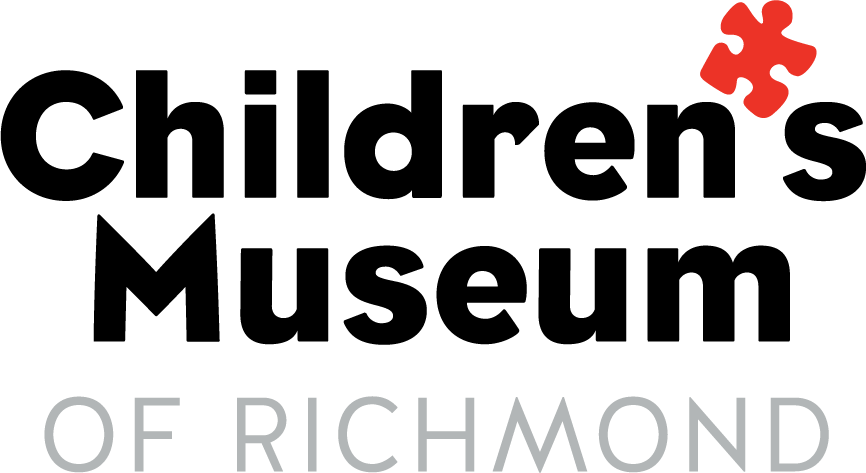 Children's
Museum
OF RICHMOND